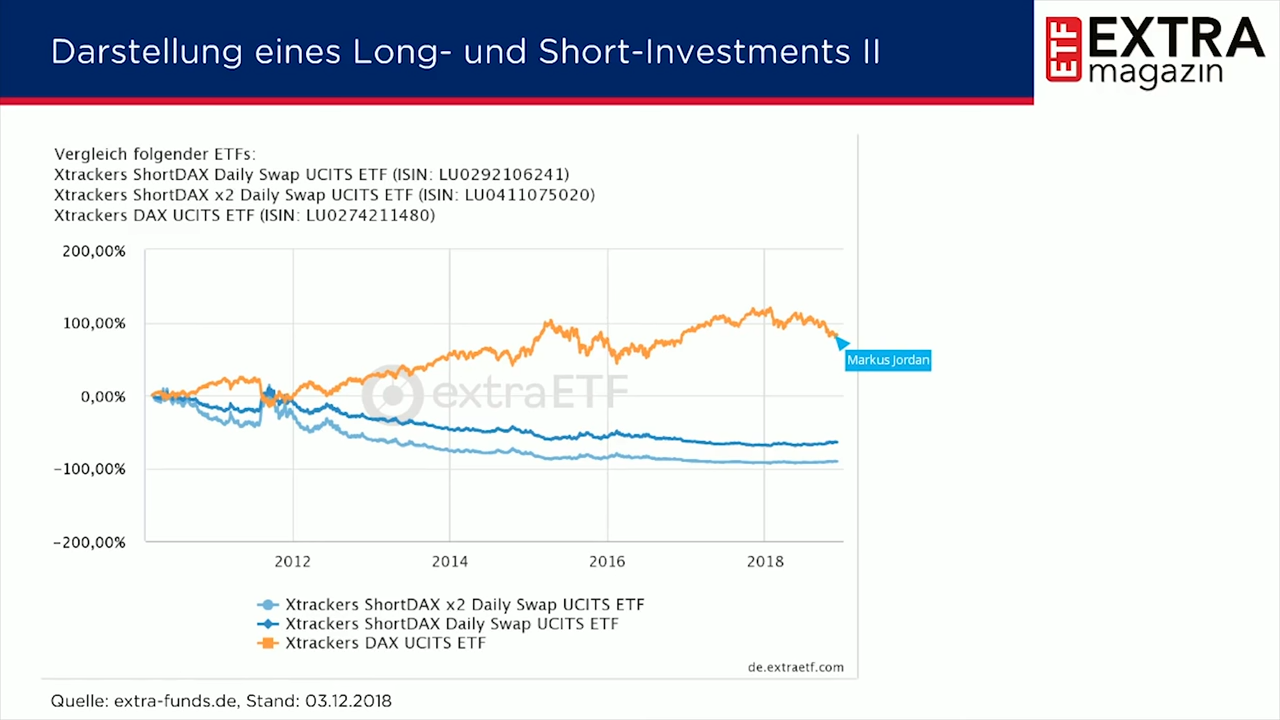 Darstellung eines Long- und Short-Investments II
ETF EXTRA
magazin
Vergleich folgender ETFs:
Xtrackers ShortDAX Daily Swap UCITS ETF (ISIN: LU0292106241)
Xtrackers ShortDAX x2 Daily Swap UCITS ETF (ISIN: LU0411075020)
Xtrackers DAX UCITS ETF (ISIN: LU0274211480)
200,00%
100,00%
0,00%
−100,00%
−200,00%
extraETF
Markus Jordan
2012 2014 2016 2018
Xtrackers ShortDAX x2 Daily Swap UCITS ETF
Xtrackers ShortDAX Daily Swap UCITS ETF
Xtrackers DAX UCITS ETF
de.extraetf.com
Quelle: extra-funds.de, Stand: 03.12.2018